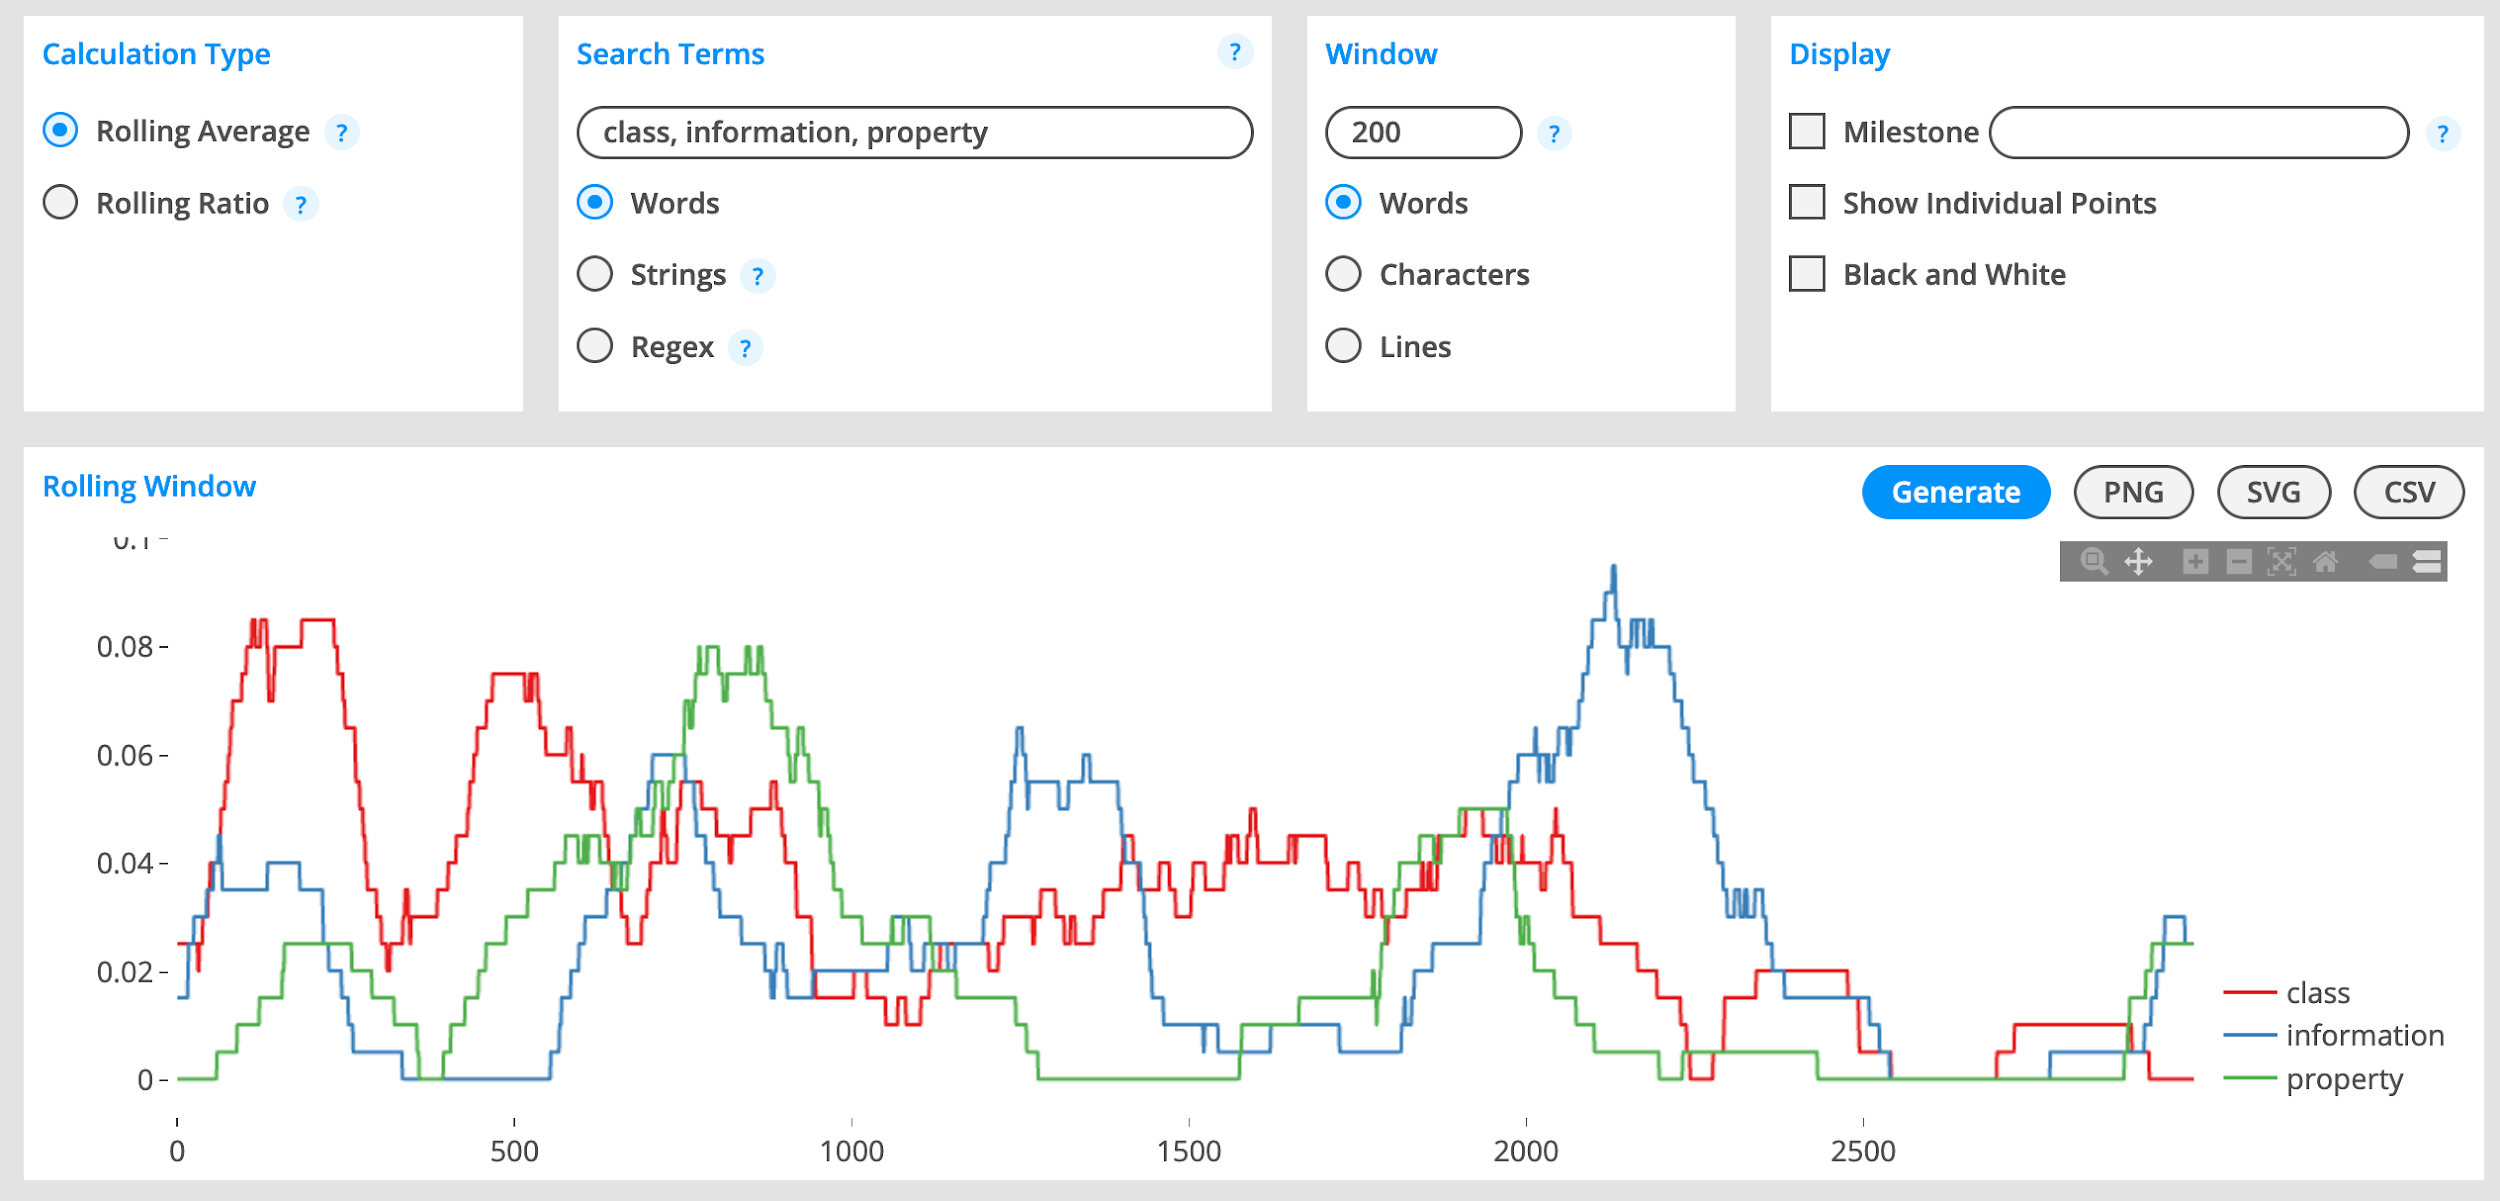 Calculation Type
Rolling Average ?
Rolling Ratio ?
Search Terms ?
class, information, property
Words
Strings ?
Regex ?
Window
200 ?
Words
Characters
Lines
Display
Milestone ?
Show Individual Points
Black and White
Rolling Window
Generate PNG SVG CSV
0.1
0.08
0.06
0.04
0.02
0
0 500 1000 1500 2000 2500
class
information
property